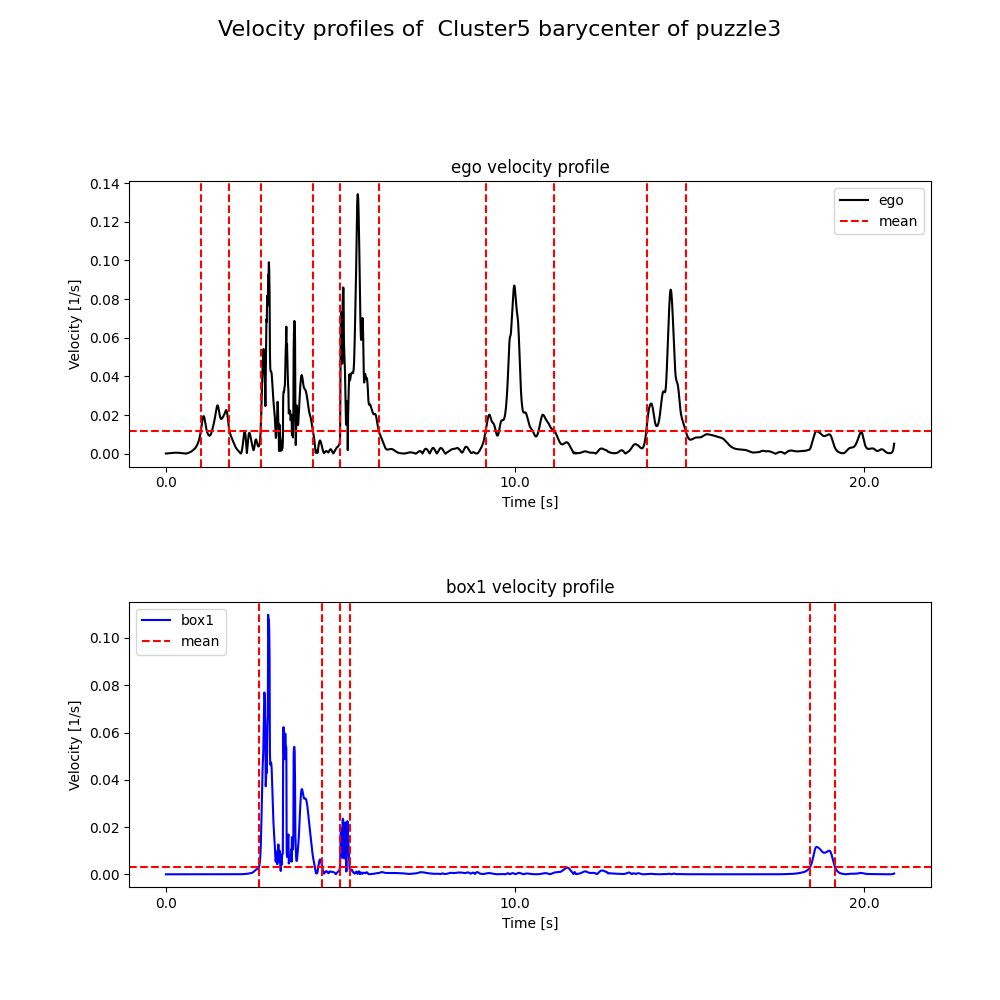 Velocity profiles of  Cluster5 barycenter of puzzle3
ego velocity profile
0.14
0.12
0.10
0.08
0.06
0.04
0.02
0.00
Velocity [1/s]
ego
mean
0.0
10.0
20.0
Time [s]
box1 velocity profile
box1
mean
0.10
0.08
0.06
0.04
0.02
0.00
Velocity [1/s]
0.0
10.0
20.0
Time [s]